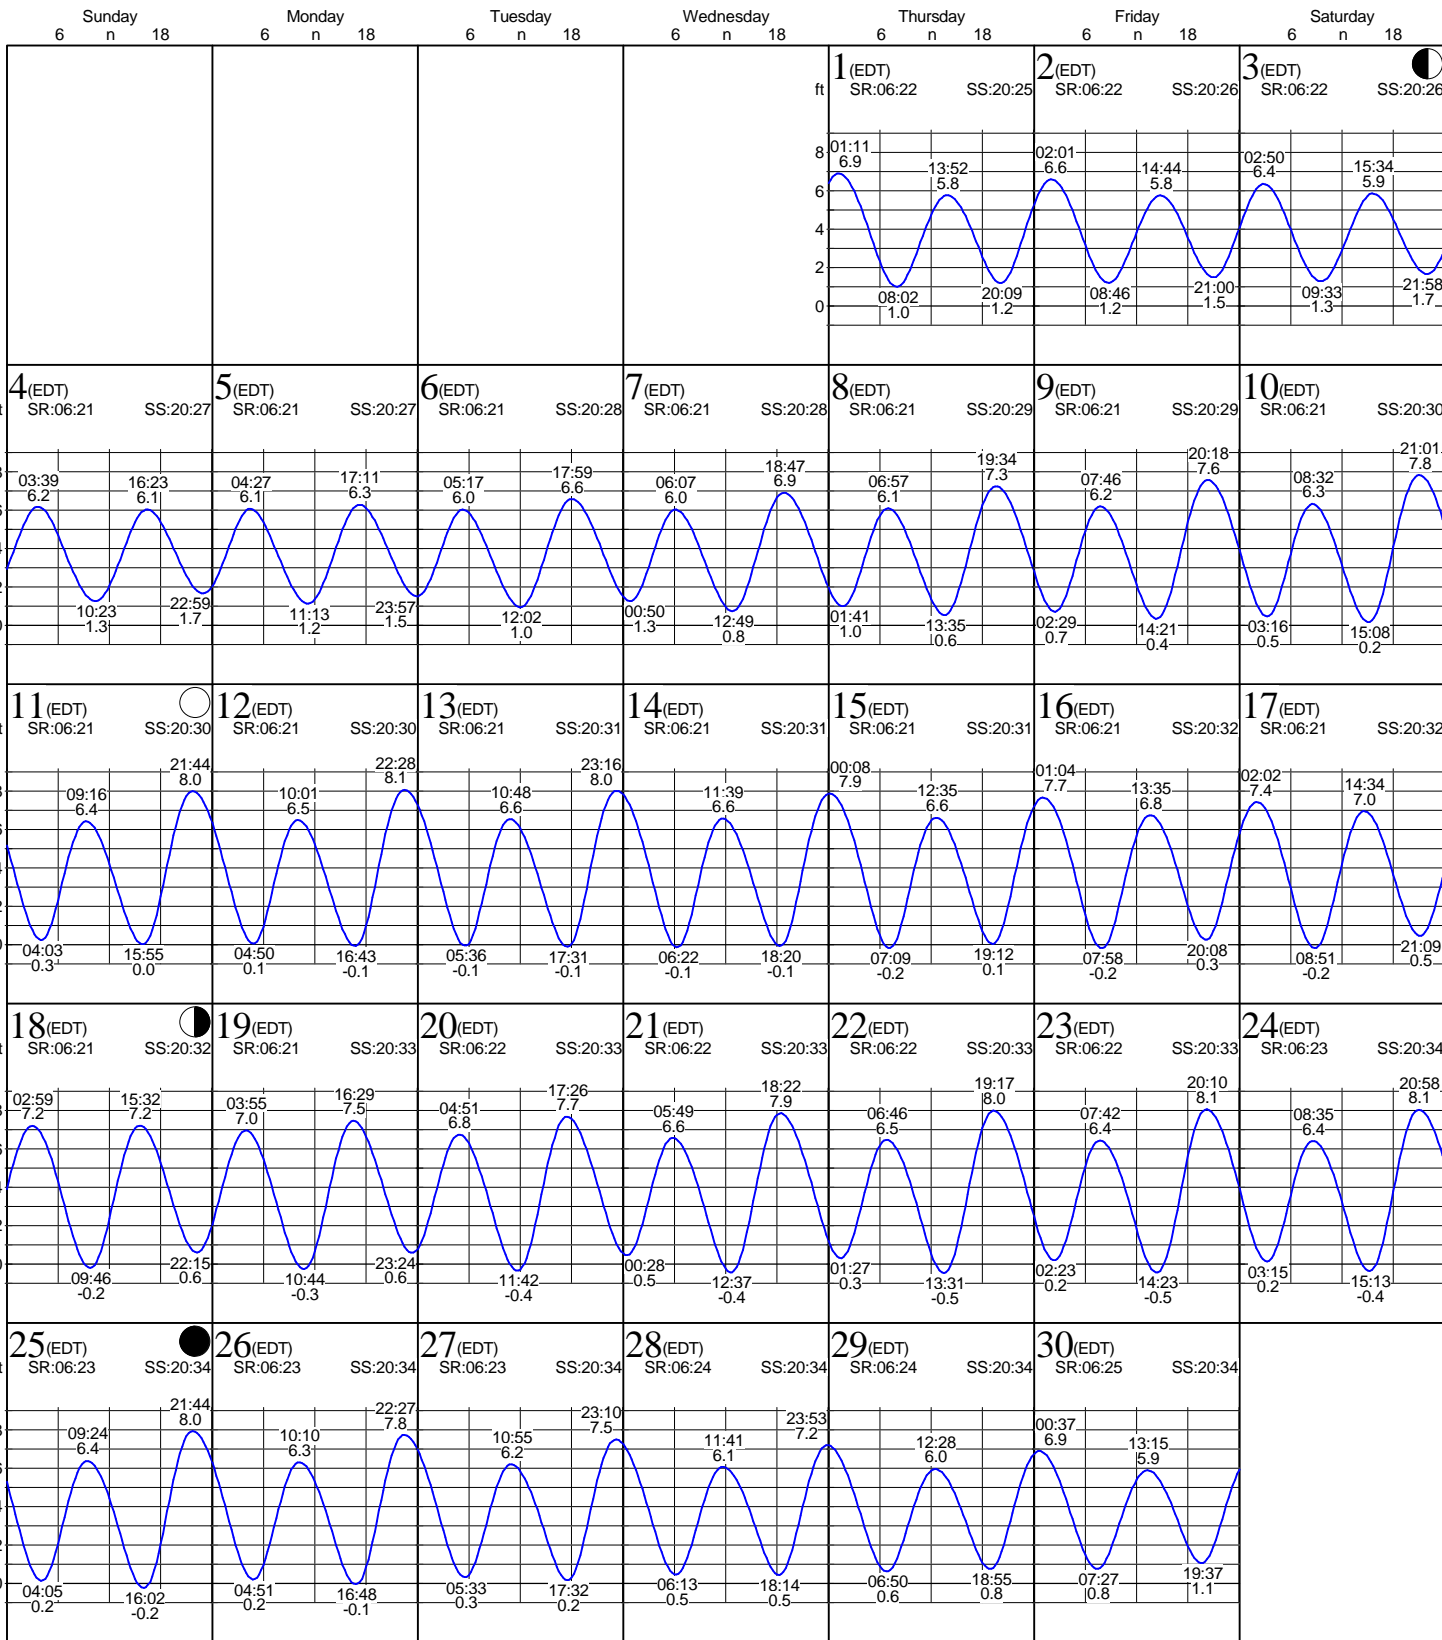 Sunday Monday Tuesday Wednesday Thursday Friday Saturday
6 n 18 6 n 18 6 n 18 6 n 18 6 n 18 6 n 18 6 n 18
1(EDT) 2(EDT) 3(EDT)
ft SR:06:22 SS:20:25 SR:06:22 SS:20:26 SR:06:22 SS:20:26
8 01:11 6.9 13:52 5.8 02:01 6.6 14:44 5.8 02:50 6.4 15:34 5.9
6
4
2
0 08:02 1.0 20:09 1.2 08:46 1.2 21:00 1.5 09:33 1.3 21:58 1.7
4(EDT) 5(EDT) 6(EDT) 7(EDT) 8(EDT) 9(EDT) 10(EDT)
SR:06:21 SS:20:27 SR:06:21 SS:20:27 SR:06:21 SS:20:28 SR:06:21 SS:20:28 SR:06:21 SS:20:29 SR:06:21 SS:20:29 SR:06:21 SS:20:30
03:39 6.2 16:23 6.1 04:27 6.1 17:11 6.3 05:17 6.0 17:59 6.6 06:07 6.0 18:47 6.9 06:57 6.1 19:34 7.3 07:46 6.2 20:18 7.6 08:32 6.3 21:01 7.8
10:23 1.3 22:59 1.7 11:13 1.2 23:57 1.5 12:02 1.0 00:50 1.3 12:49 0.8 01:41 1.0 13:35 0.6 02:29 0.7 14:21 0.4 03:16 0.5 15:08 0.2
11(EDT) 12(EDT) 13(EDT) 14(EDT) 15(EDT) 16(EDT) 17(EDT)
SR:06:21 SS:20:30 SR:06:21 SS:20:30 SR:06:21 SS:20:31 SR:06:21 SS:20:31 SR:06:21 SS:20:31 SR:06:21 SS:20:32 SR:06:21 SS:20:32
09:16 6.4 21:44 8.0 10:01 6.5 22:28 8.1 10:48 6.6 23:16 8.0 11:39 6.6 00:08 7.9 12:35 6.6 01:04 7.7 13:35 6.8 02:02 7.4 14:34 7.0
04:03 0.3 15:55 0.0 04:50 0.1 16:43 -0.1 05:36 -0.1 17:31 -0.1 06:22 -0.1 18:20 -0.1 07:09 -0.2 19:12 0.1 07:58 -0.2 20:08 0.3 08:51 -0.2 21:09 0.5
18(EDT) 19(EDT) 20(EDT) 21(EDT) 22(EDT) 23(EDT) 24(EDT)
SR:06:21 SS:20:32 SR:06:21 SS:20:33 SR:06:22 SS:20:33 SR:06:22 SS:20:33 SR:06:22 SS:20:33 SR:06:22 SS:20:33 SR:06:23 SS:20:34
02:59 7.2 15:32 7.2 03:55 7.0 16:29 7.5 04:51 6.8 17:26 7.7 05:49 6.6 18:22 7.9 06:46 6.5 19:17 8.0 07:42 6.4 20:10 8.1 08:35 6.4 20:58 8.1
09:46 -0.2 22:15 0.6 10:44 -0.3 23:24 0.6 11:42 -0.4 00:28 0.5 12:37 -0.4 01:27 0.3 13:31 -0.5 02:23 0.2 14:23 -0.5 03:15 0.2 15:13 -0.4
25(EDT) 26(EDT) 27(EDT) 28(EDT) 29(EDT) 30(EDT)
SR:06:23 SS:20:34 SR:06:23 SS:20:34 SR:06:23 SS:20:34 SR:06:24 SS:20:34 SR:06:24 SS:20:34 SR:06:25 SS:20:34
09:24 6.4 21:44 8.0 10:10 6.3 22:27 7.8 10:55 6.2 23:10 7.5 11:41 6.1 23:53 7.2 12:28 6.0 00:37 6.9 13:15 5.9
04:05 0.2 16:02 -0.2 04:51 0.2 16:48 -0.1 05:33 0.3 17:32 0.2 06:13 0.5 18:14 0.5 06:50 0.6 18:55 0.8 07:27 0.8 19:37 1.1